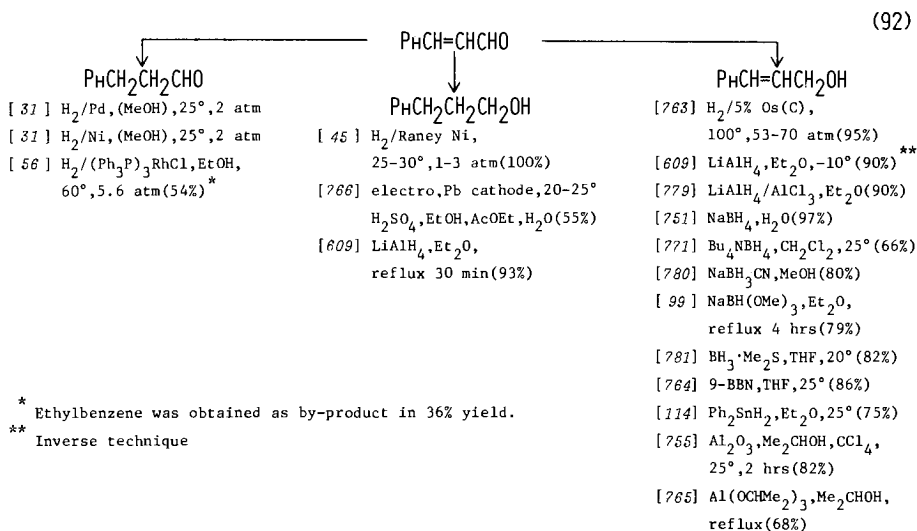 (92)
PHCH=CHCHO
PHCH₂CH₂CHO
[31] H₂/Pd,(MeOH),25°,2 atm
[31] H₂/Ni,(MeOH),25°,2 atm
[56] H₂/(Ph₃P)₃RhCl,EtOH,
60°,5.6 atm(54%)*
PHCH₂CH₂CH₂OH
[45] H₂/Raney Ni,
25-30°,1-3 atm(100%)
[766] electro,Pb cathode,20-25°
H₂SO₄,EtOH,AcOEt,H₂O(55%)
[609] LiAlH₄,Et₂O,
reflux 30 min(93%)
PHCH=CHCH₂OH
[763] H₂/5% Os(C),
100°,53-70 atm(95%)
[609] LiAlH₄,Et₂O,-10°(90%)**
[779] LiAlH₄/AlCl₃,Et₂O(90%)
[751] NaBH₄,H₂O(97%)
[771] Bu₄NBH₄,CH₂Cl₂,25°(66%)
[780] NaBH₃CN,MeOH(80%)
[99] NaBH(OMe)₃,Et₂O,
reflux 4 hrs(79%)
[781] BH₃·Me₂S,THF,20°(82%)
[764] 9-BBN,THF,25°(86%)
[114] Ph₂SnH₂,Et₂O,25°(75%)
[755] Al₂O₃,Me₂CHOH,CCl₄,
25°,2 hrs(82%)
[765] Al(OCHMe₂)₃,Me₂CHOH,
reflux(68%)
* Ethylbenzene was obtained as by-product in 36% yield.
** Inverse technique